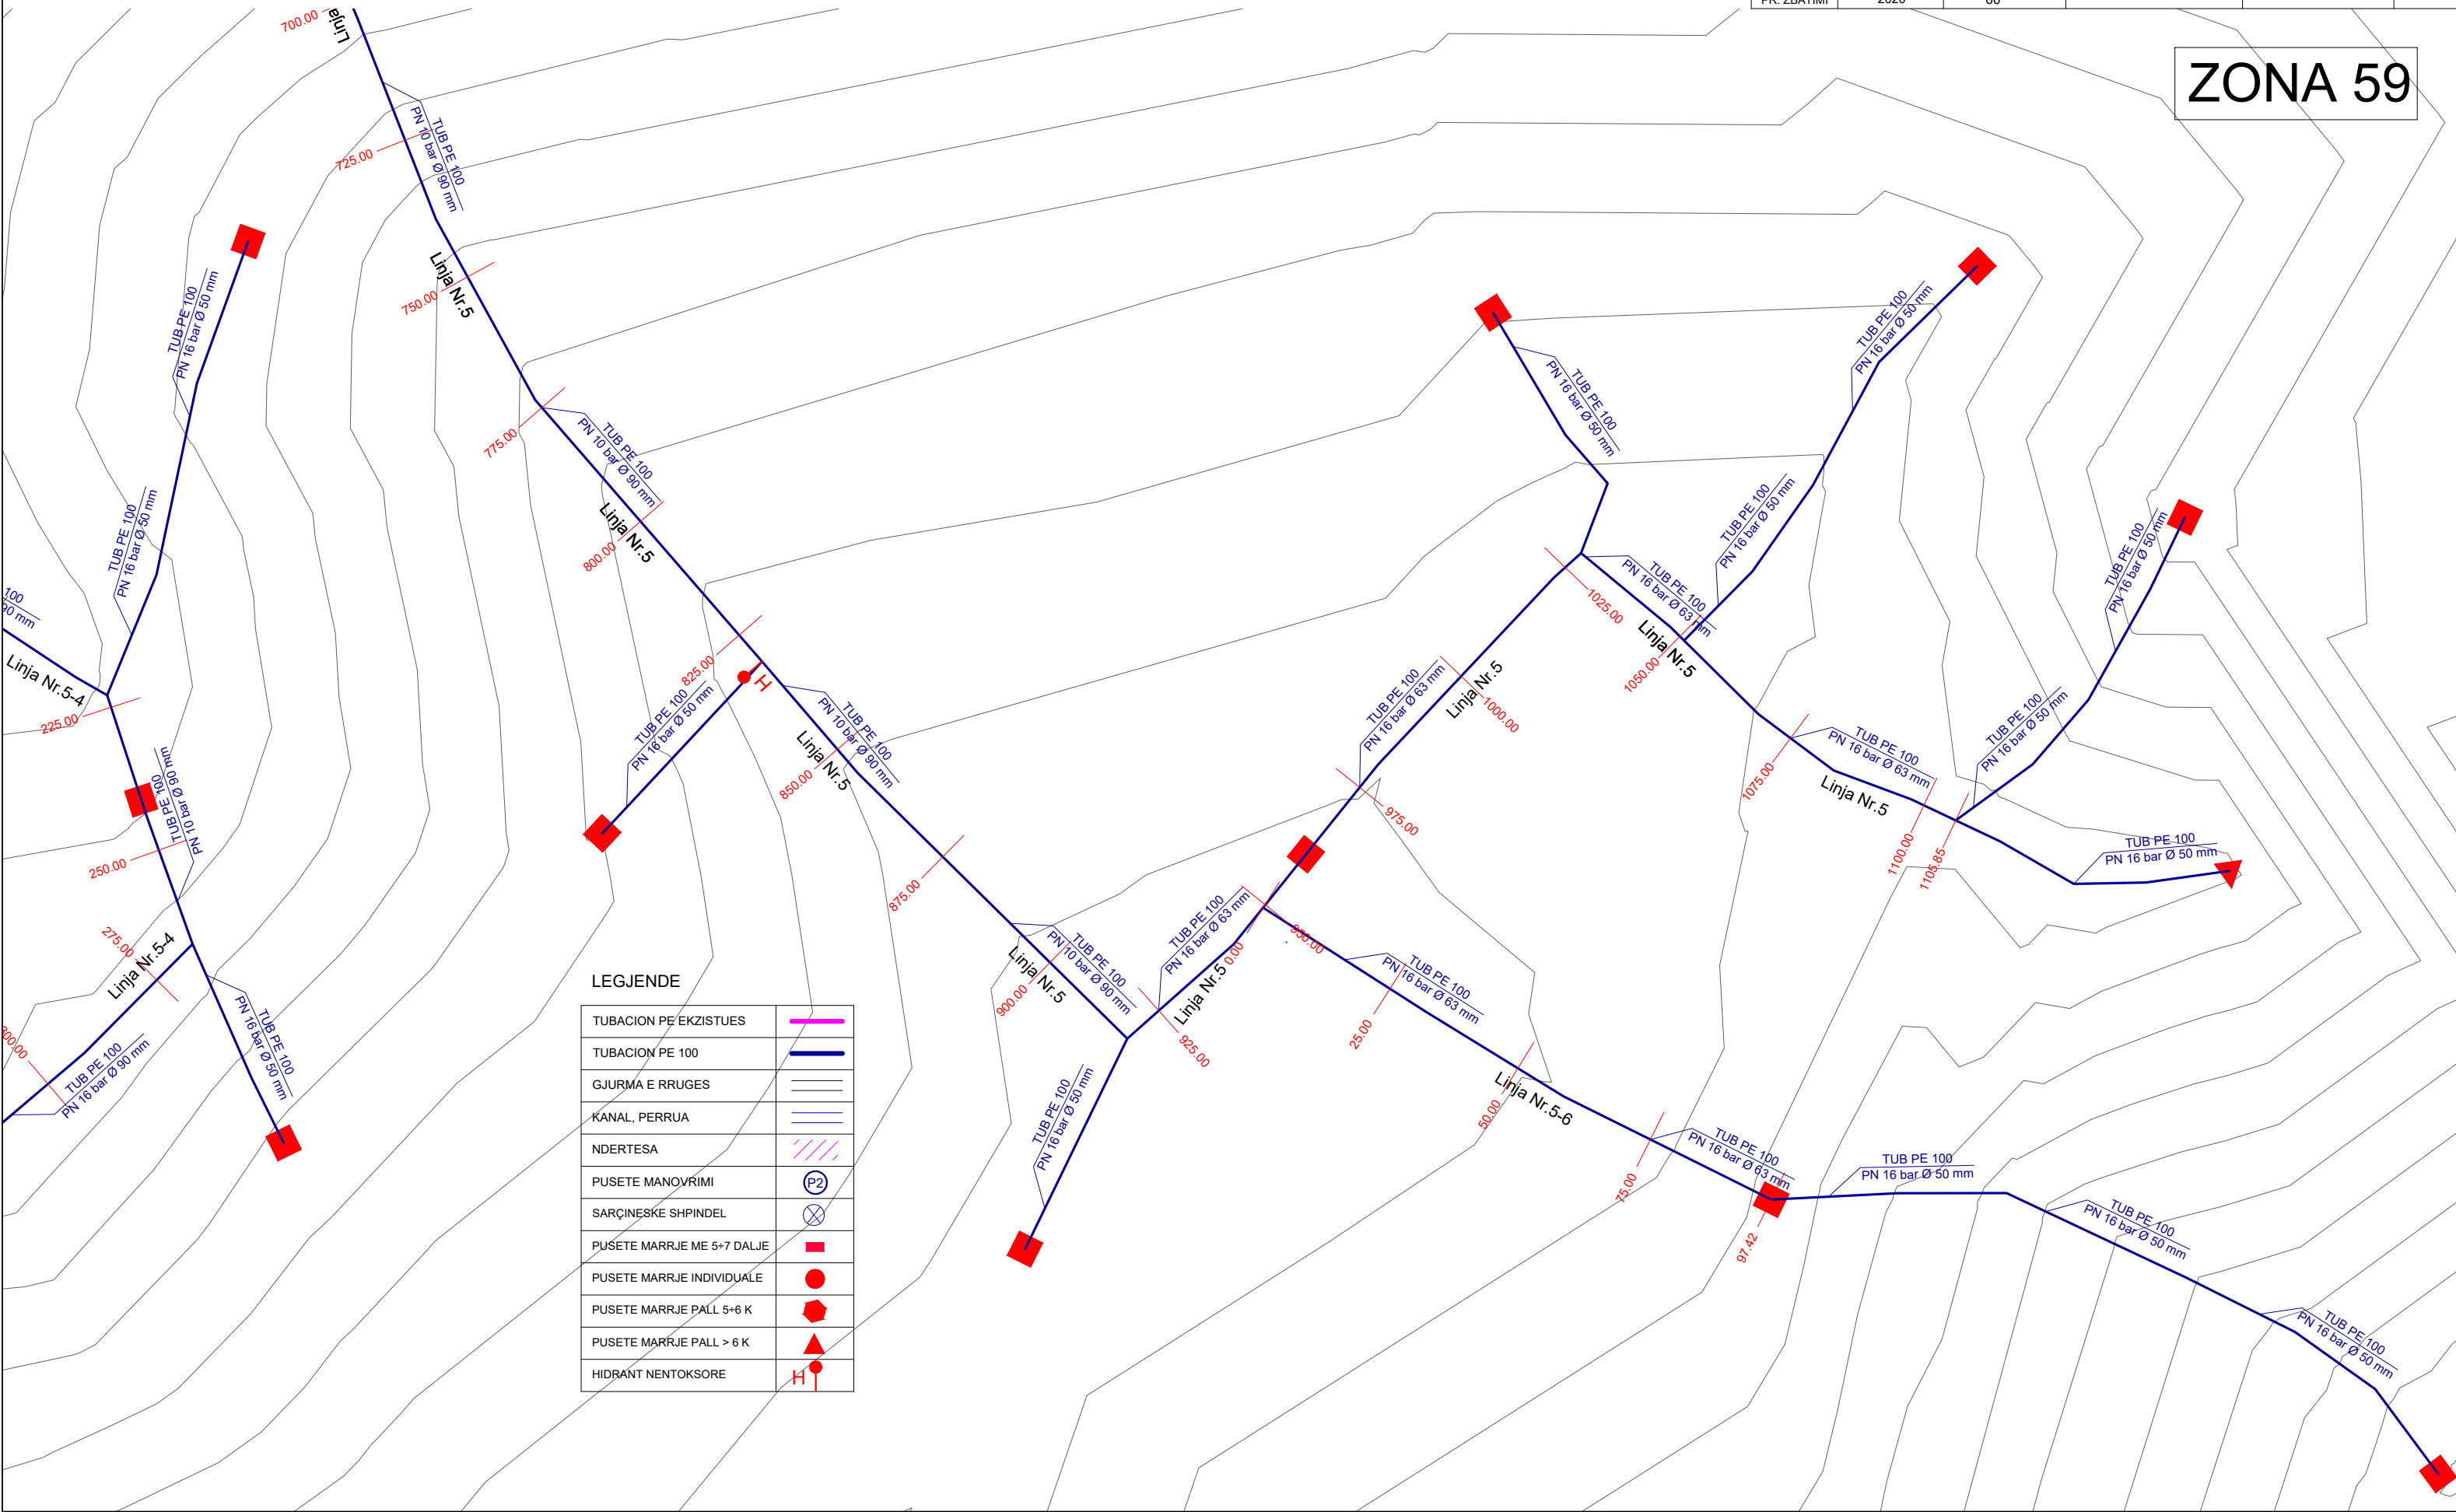 PR. ZBATIMI
2020
60
ZONA 59
700.00
Linja
TUB PE 100
PN 10 bar Ø 90 mm
725.00
Linja Nr.5
750.00
TUB PE 100
PN 16 bar Ø 50 mm
TUB PE 100
PN 16 bar Ø 50 mm
775.00
TUB PE 100
PN 10 bar Ø 90 mm
Linja Nr.5
800.00
100
90 mm
Linja Nr.5-4
225.00
TUB PE 100
PN 10 bar Ø 90 mm
250.00
275.00
Linja Nr.5-4
TUB PE 100
PN 16 bar Ø 50 mm
TUB PE 100
PN 16 bar Ø 90 mm
825.00
H
TUB PE 100
PN 16 bar Ø 50 mm
TUB PE 100
PN 10 bar Ø 90 mm
Linja Nr.5
850.00
875.00
TUB PE 100
PN 10 bar Ø 90 mm
Linja Nr.5
900.00
TUB PE 100
PN 16 bar Ø 50 mm
925.00
TUB PE 100
PN 16 bar Ø 63 mm
Linja Nr.5
0.00
950.00
975.00
TUB PE 100
PN 16 bar Ø 63 mm
Linja Nr.5
1000.00
1025.00
TUB PE 100
PN 16 bar Ø 50 mm
TUB PE 100
PN 16 bar Ø 63 mm
Linja Nr.5
1050.00
TUB PE 100
PN 16 bar Ø 50 mm
TUB PE 100
PN 16 bar Ø 50 mm
1075.00
TUB PE 100
PN 16 bar Ø 63 mm
Linja Nr.5
1100.00
1105.85
TUB PE 100
PN 16 bar Ø 50 mm
TUB PE 100
PN 16 bar Ø 50 mm
TUB PE 100
PN 16 bar Ø 50 mm
TUB PE 100
PN 16 bar Ø 63 mm
25.00
50.00
Linja Nr.5-6
75.00
TUB PE 100
PN 16 bar Ø 63 mm
97.42
TUB PE 100
PN 16 bar Ø 50 mm
TUB PE 100
PN 16 bar Ø 50 mm
TUB PE 100
PN 16 bar Ø 50 mm
LEGJENDE
TUBACION PE EKZISTUES
TUBACION PE 100
GJURMA E RRUGES
KANAL, PERRUA
NDERTESA
PUSETE MANOVRIMI
P2
SARÇINESKE SHPINDEL
PUSETE MARRJE ME 5÷7 DALJE
PUSETE MARRJE INDIVIDUALE
PUSETE MARRJE PALL 5÷6 K
PUSETE MARRJE PALL > 6 K
HIDRANT NENTOKSORE
H